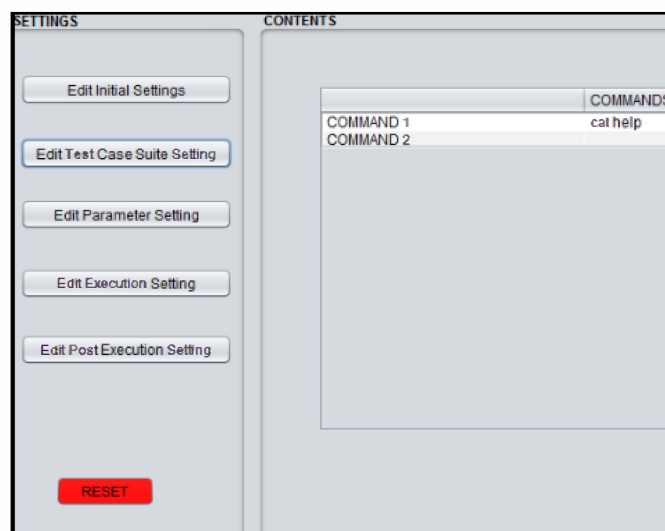 SETTINGS
Edit Initial Settings
Edit Test Case Suite Setting
Edit Parameter Setting
Edit Execution Setting
Edit Post Execution Setting
RESET
CONTENTS
COMMANDS
COMMAND 1 cat help
COMMAND 2